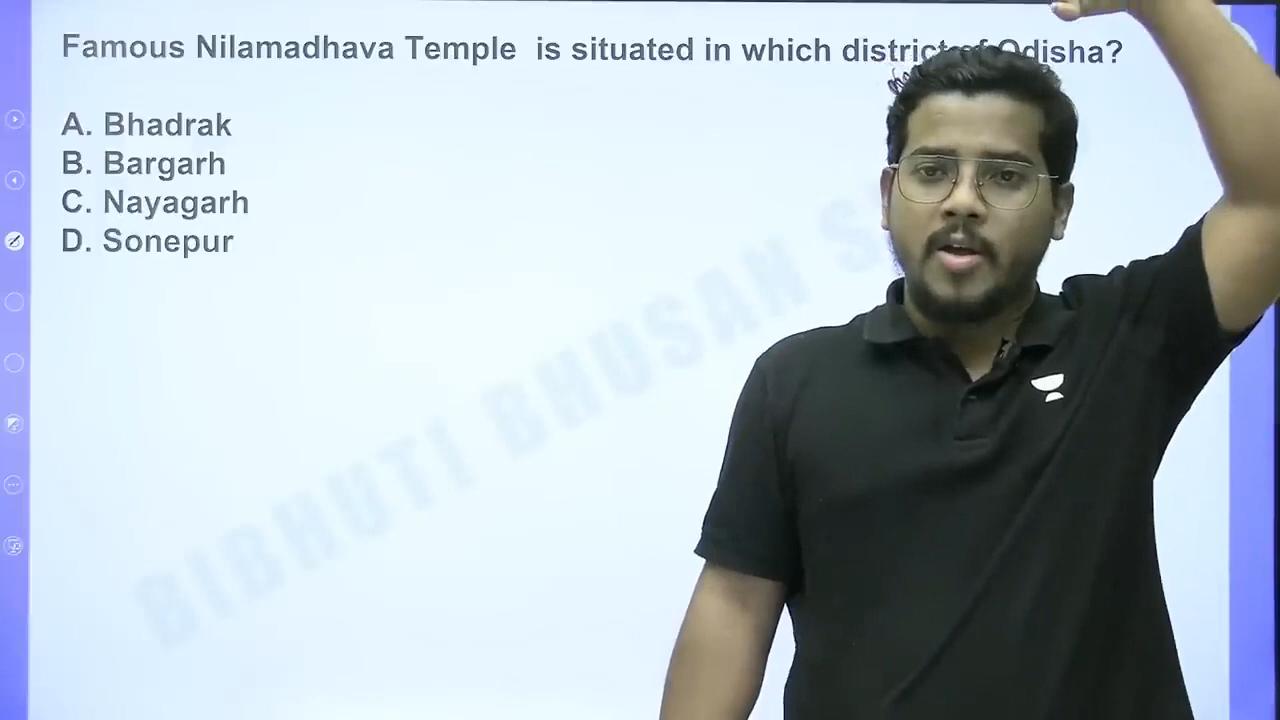 Famous Nilamadhava Temple is situated in which district of Odisha?
A. Bhadrak
B. Bargarh
C. Nayagarh
D. Sonepur
BIBHUTI BHUSAN